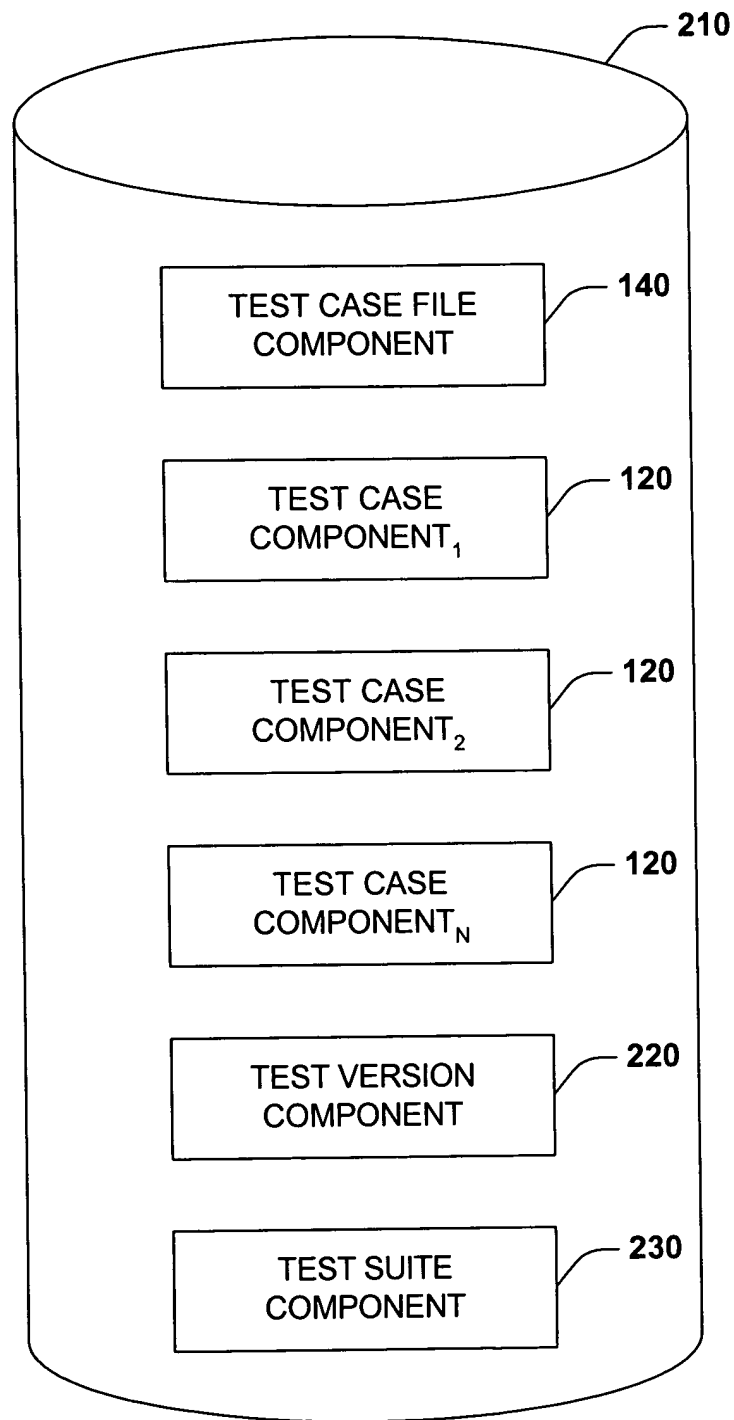 210
TEST CASE FILE
COMPONENT
140
TEST CASE
COMPONENT1
120
TEST CASE
COMPONENT2
120
TEST CASE
COMPONENTN
120
TEST VERSION
COMPONENT
220
TEST SUITE
COMPONENT
230